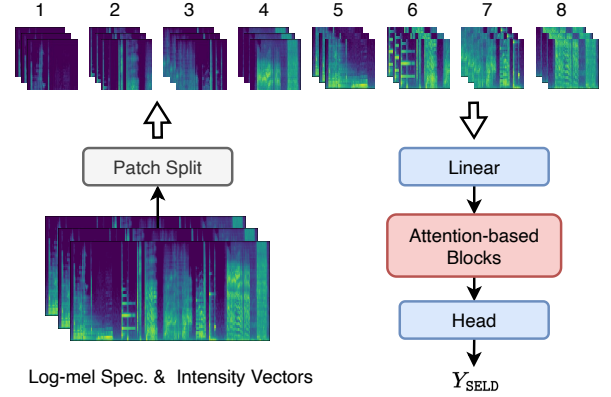 1 2 3 4 5 6 7 8
Patch Split
Linear
Attention-based
Blocks
Head
Log-mel Spec. & Intensity Vectors
Y_SELD